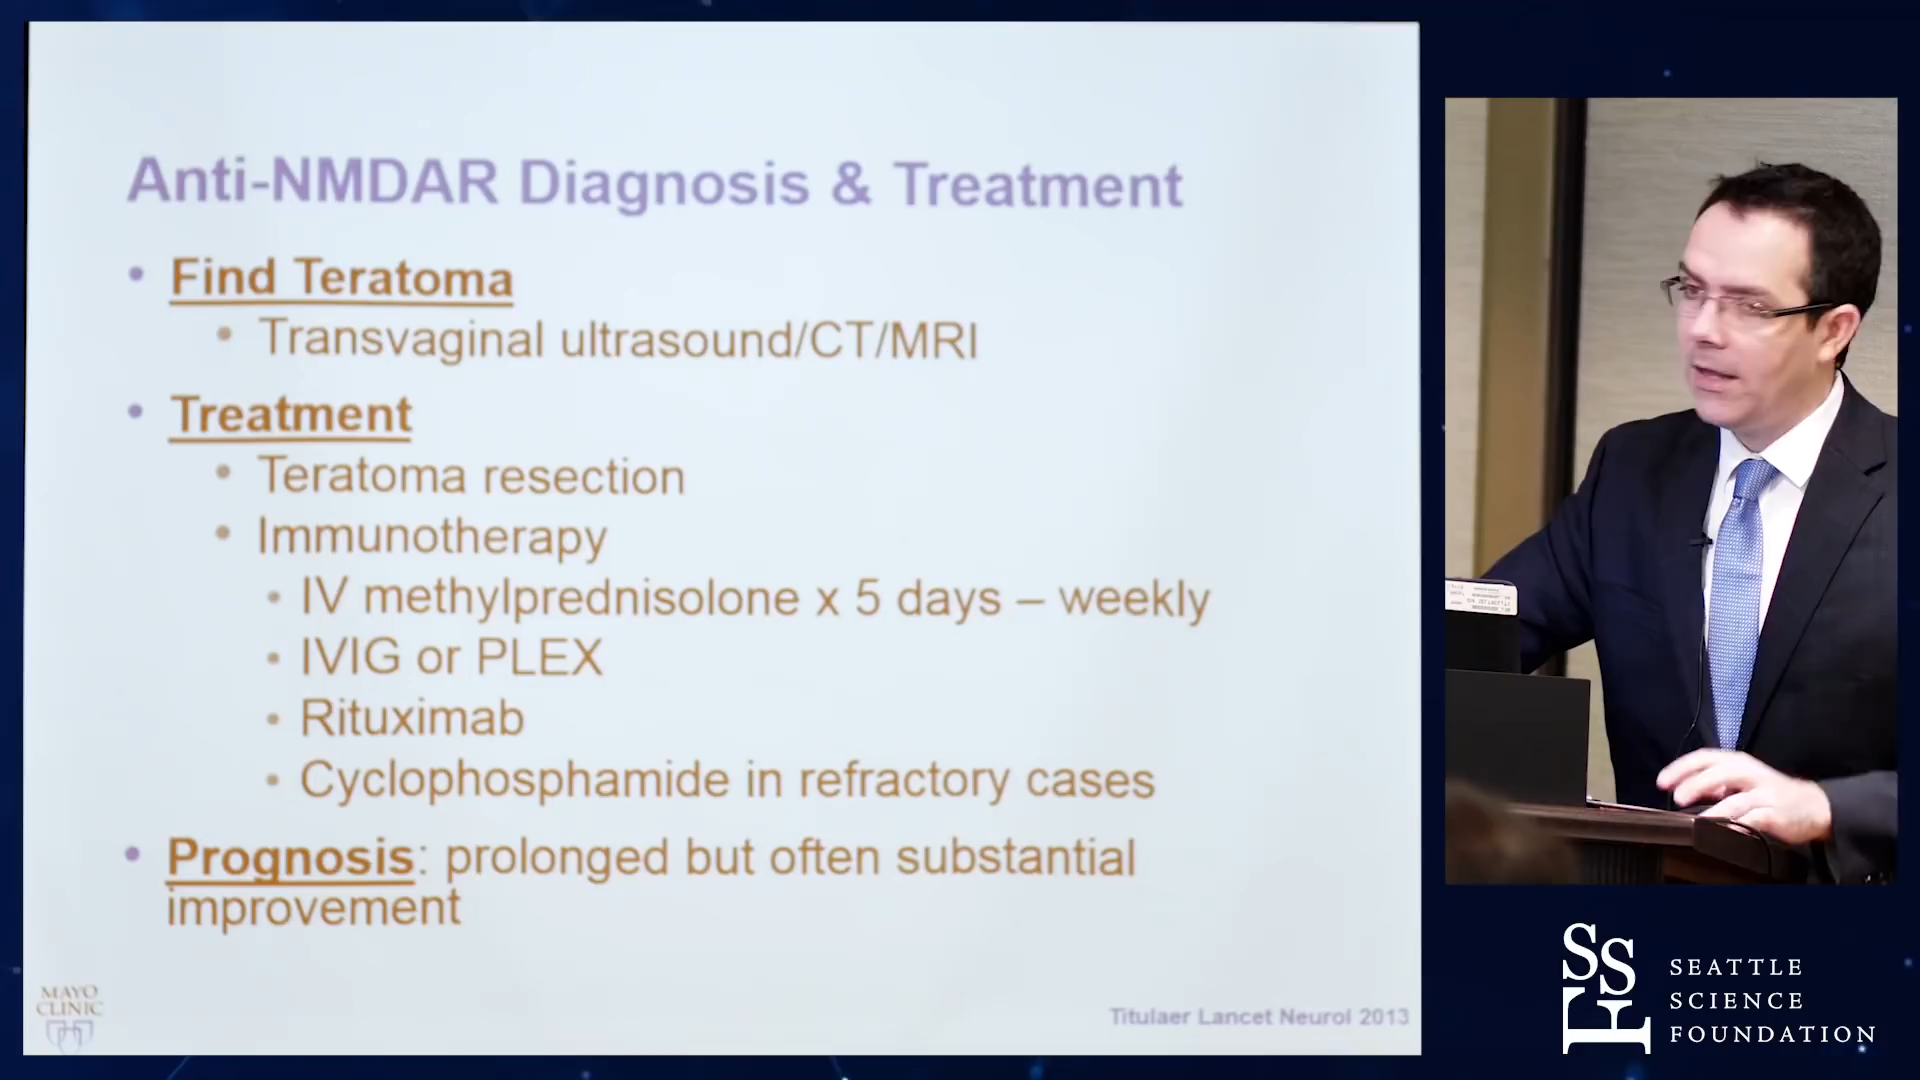 Anti-NMDAR Diagnosis & Treatment
• Find Teratoma
• Transvaginal ultrasound/CT/MRI
• Treatment
• Teratoma resection
• Immunotherapy
• IV methylprednisolone x 5 days – weekly
• IVIG or PLEX
• Rituximab
• Cyclophosphamide in refractory cases
• Prognosis: prolonged but often substantial
improvement
MAYO
CLINIC
Titulaer Lancet Neurol 2013
SSF
SEATTLE
SCIENCE
FOUNDATION